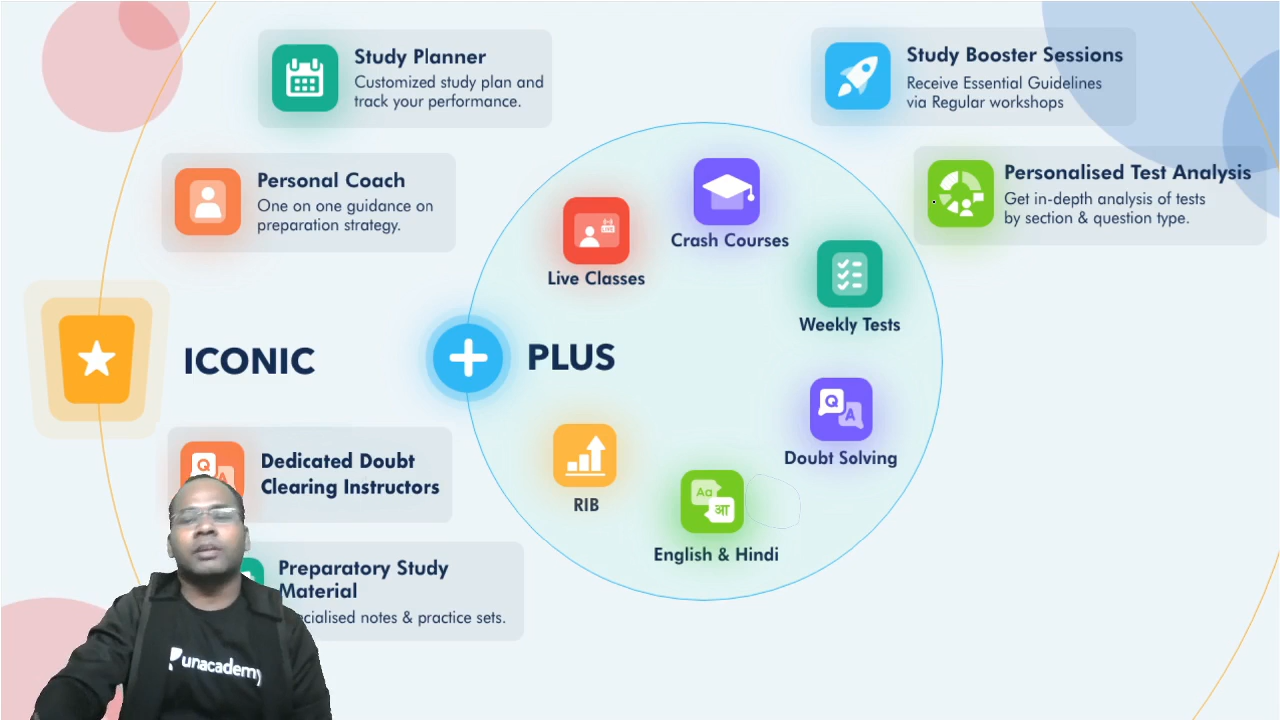 Study Planner
Customized study plan and
track your performance.
Study Booster Sessions
Receive Essential Guidelines
via Regular workshops
Personal Coach
One on one guidance on
preparation strategy.
Personalised Test Analysis
Get in-depth analysis of tests
by section & question type.
LIVE
Live Classes
Crash Courses
Weekly Tests
ICONIC
PLUS
Q
A
Doubt Solving
Q
A
Dedicated Doubt
Clearing Instructors
RIB
Aa
आ
English & Hindi
Preparatory Study
Material
ecialised notes & practice sets.
unacademy